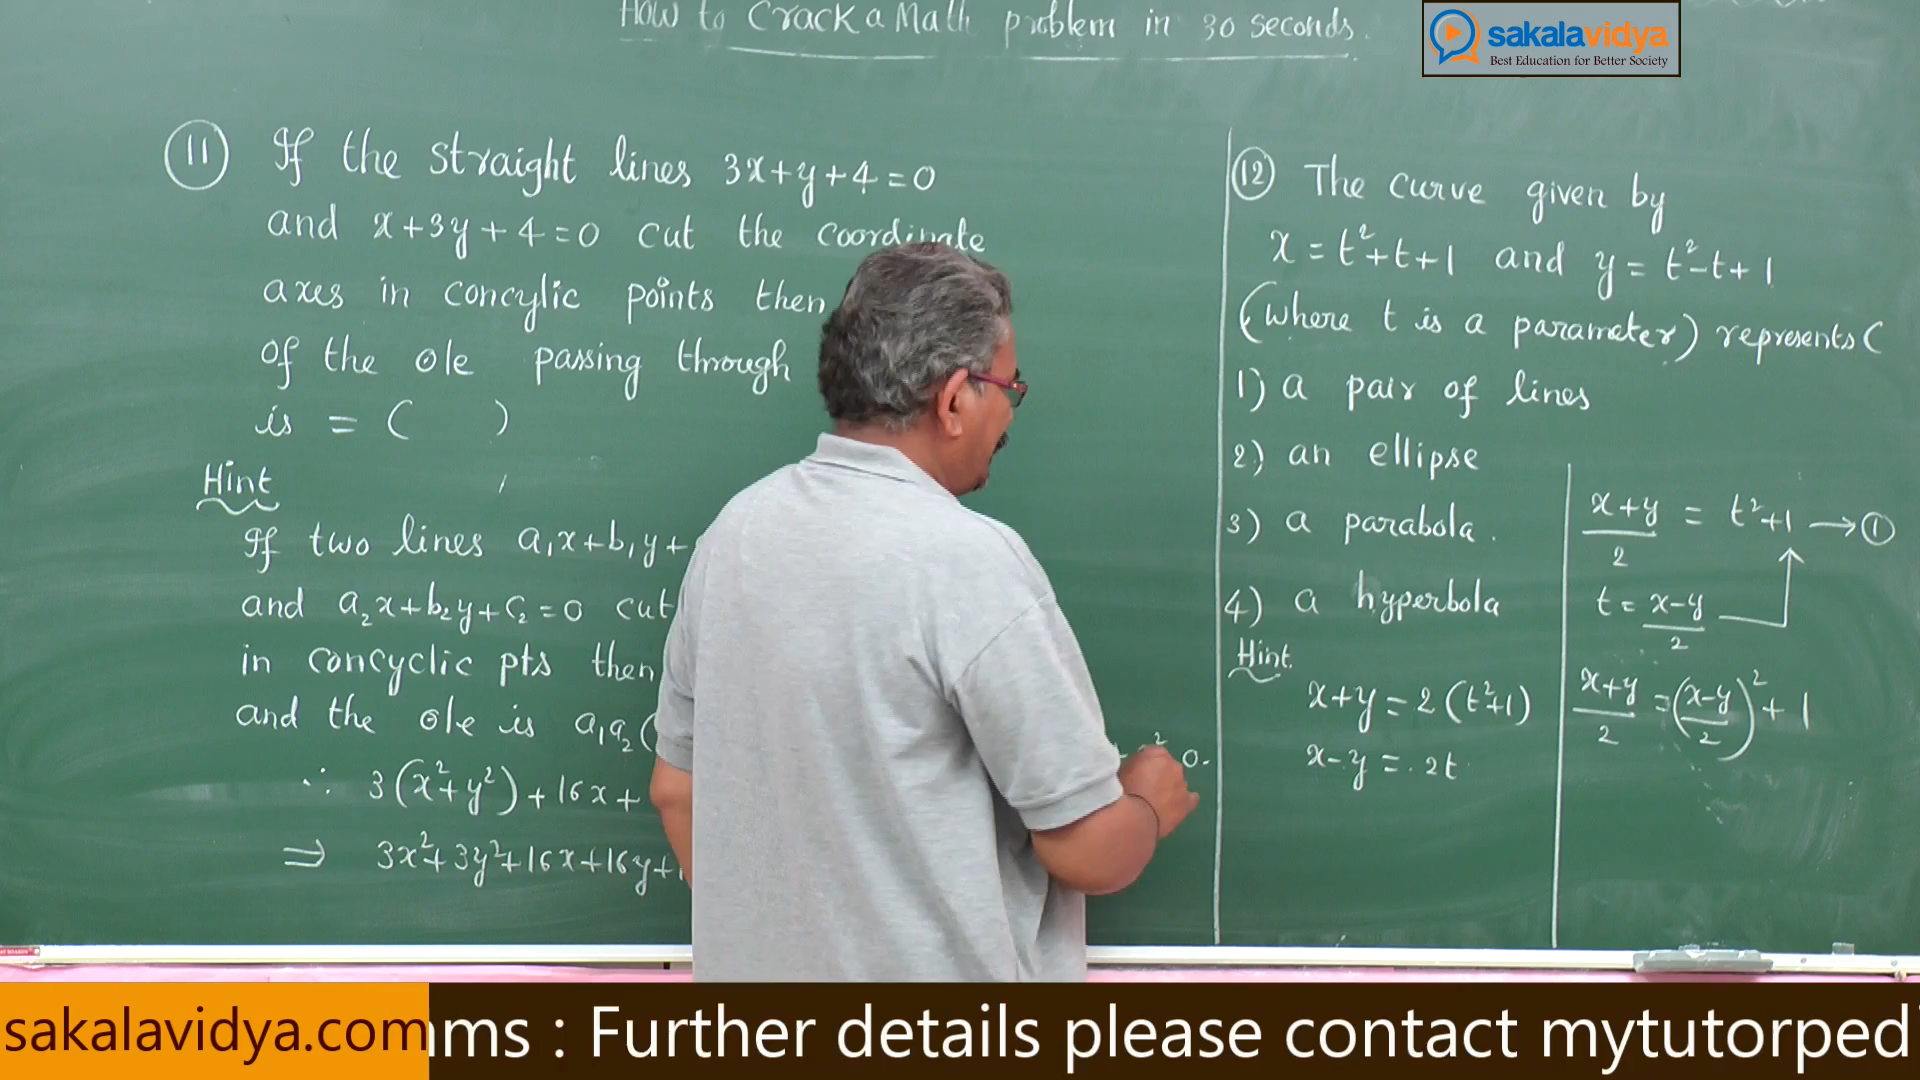 How to Crack a Math problem in 30 seconds.
sakalavidya
Best Education for Better Society
11 If the straight lines 3x+y+4=0
and x+3y+4=0 cut the coordinate
axes in concylic points then
of the ole passing through
is = ( )
Hint
If two lines a₁x+b₁y+
and a₂x+b₂y+c₂=0 cut
in concyclic pts then
and the ole is a₁a₂(
0.
∴ 3(x²+y²)+16x+
⇒ 3x²+3y²+16x+16y+
12 The curve given by
x = t²+t+1 and y = t²-t+1
(where t is a parameter) represents (
1) a pair of lines
2) an ellipse
3) a parabola.
4) a hyperbola
Hint.
x+y = 2(t²+1)
x-y = 2t
x+y/2 = t²+1 → ①
t = x-y/2
x+y/2 = (x-y/2)² + 1
sakalavidya.com
ms : Further details please contact mytutorped